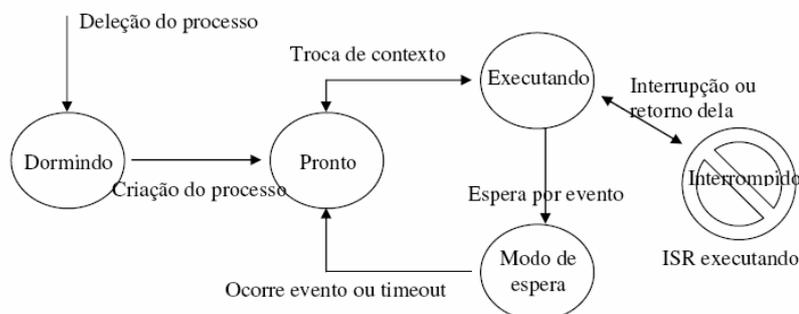 Deleção do processo
Troca de contexto
Executando
Interrupção ou
retorno dela
Dormindo
Pronto
Criação do processo
Interrompido
Espera por evento
ISR executando
Modo de
espera
Ocorre evento ou timeout